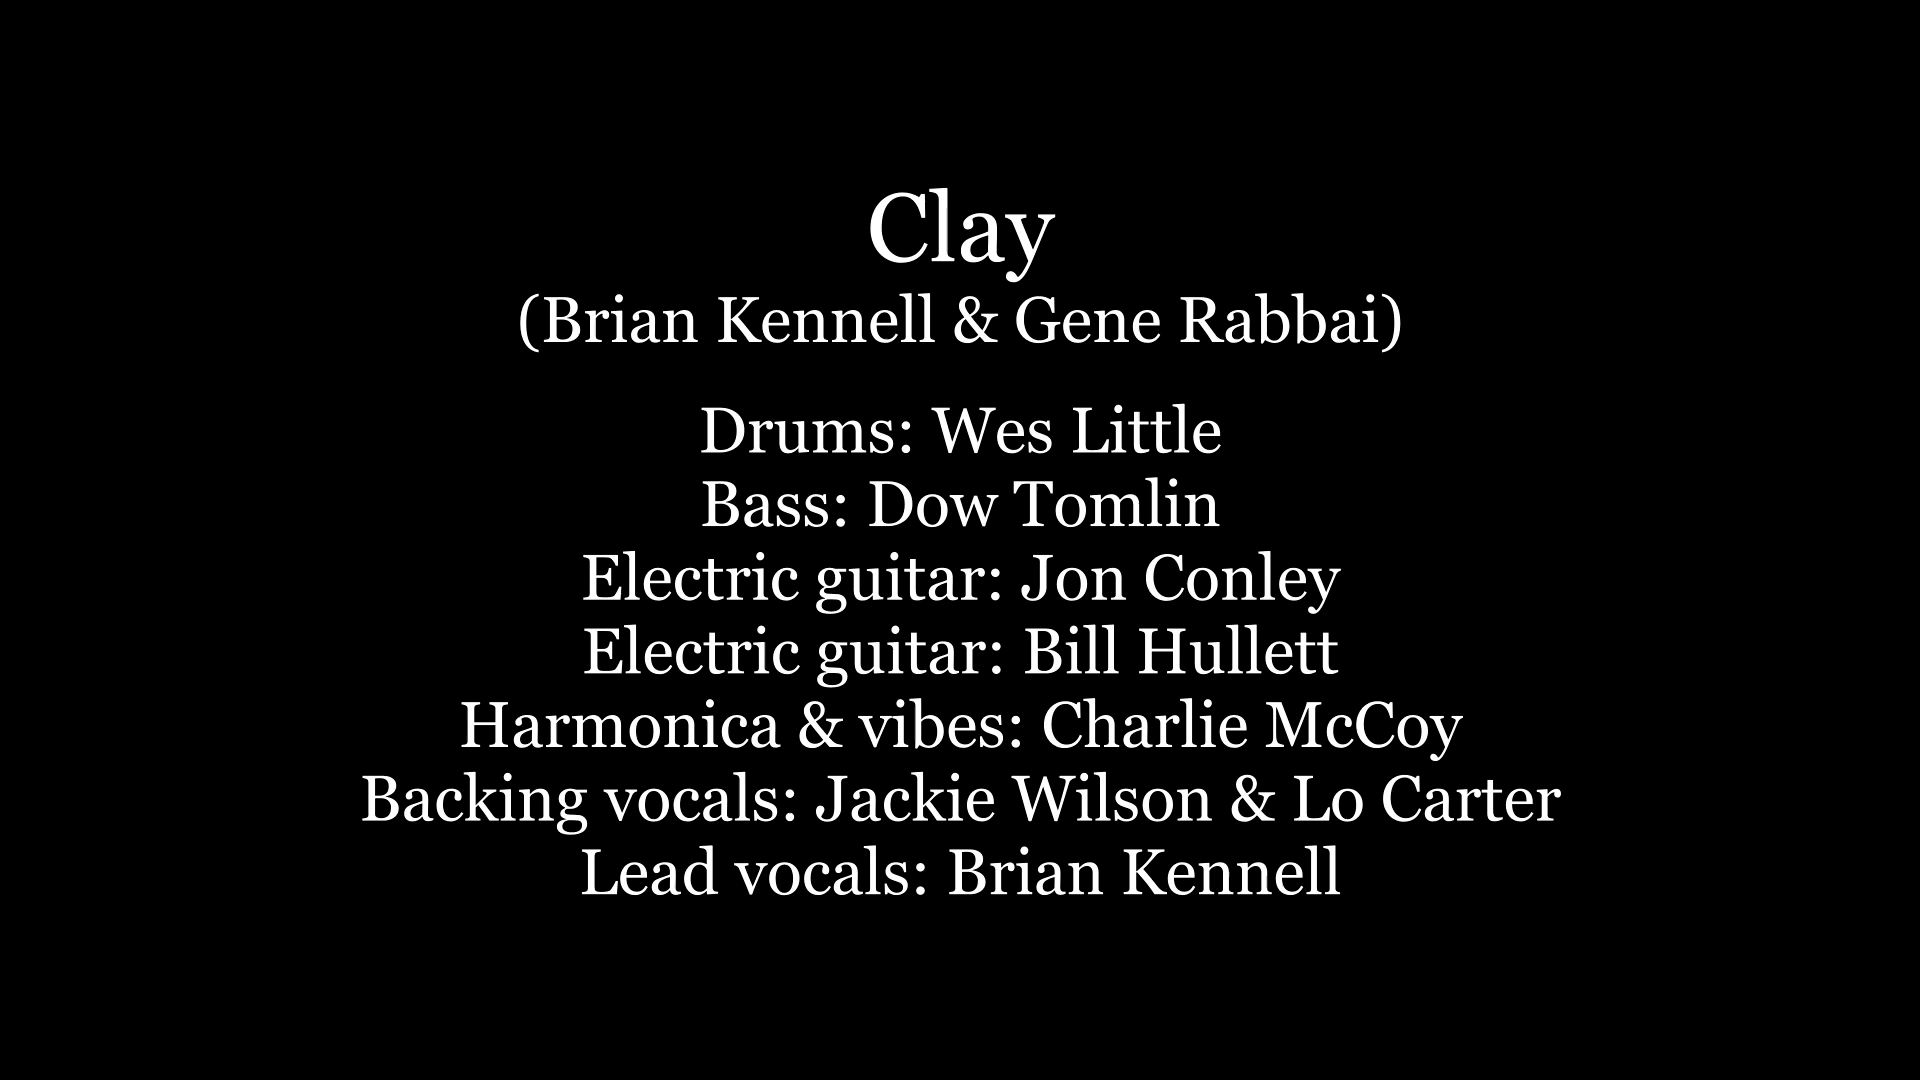 Clay
(Brian Kennell & Gene Rabbai)
Drums: Wes Little
Bass: Dow Tomlin
Electric guitar: Jon Conley
Electric guitar: Bill Hullett
Harmonica & vibes: Charlie McCoy
Backing vocals: Jackie Wilson & Lo Carter
Lead vocals: Brian Kennell